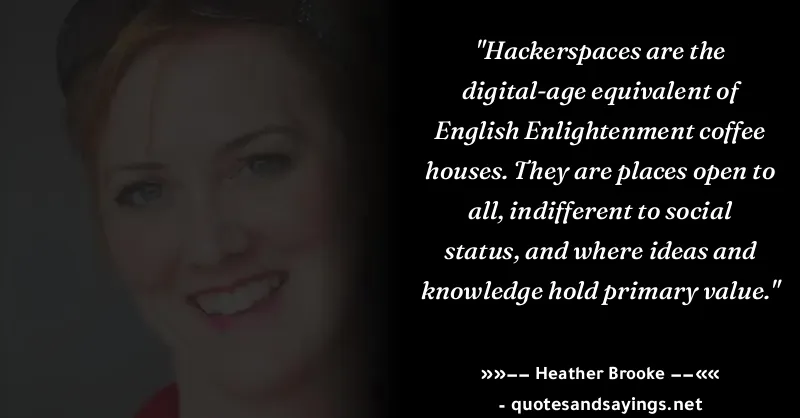 "Hackerspaces are the
digital-age equivalent of
English Enlightenment coffee
houses. They are places open to
all, indifferent to social
status, and where ideas and
knowledge hold primary value."
»»—— Heather Brooke ——««
- quotesandsayings.net